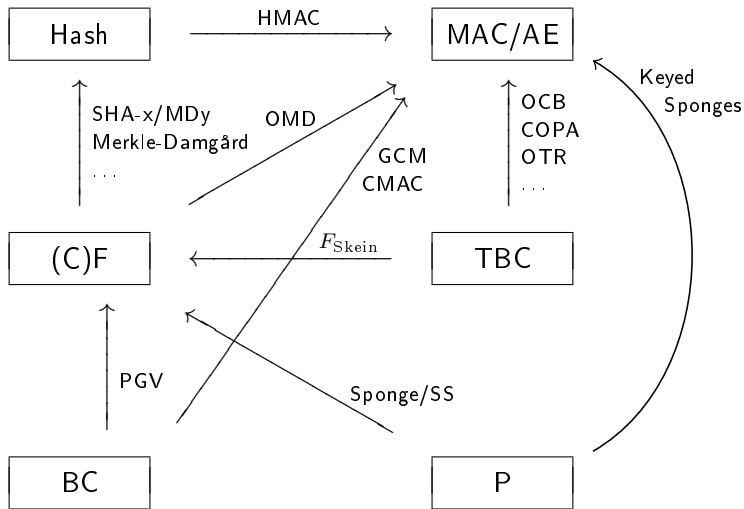 Hash
HMAC
MAC/AE
SHA-x/MDy
Merkle-Damgård
. . .
OMD
GCM
CMAC
OCB
COPA
OTR
. . .
Keyed
Sponges
(C)F
F_Skein
TBC
PGV
Sponge/SS
BC
P